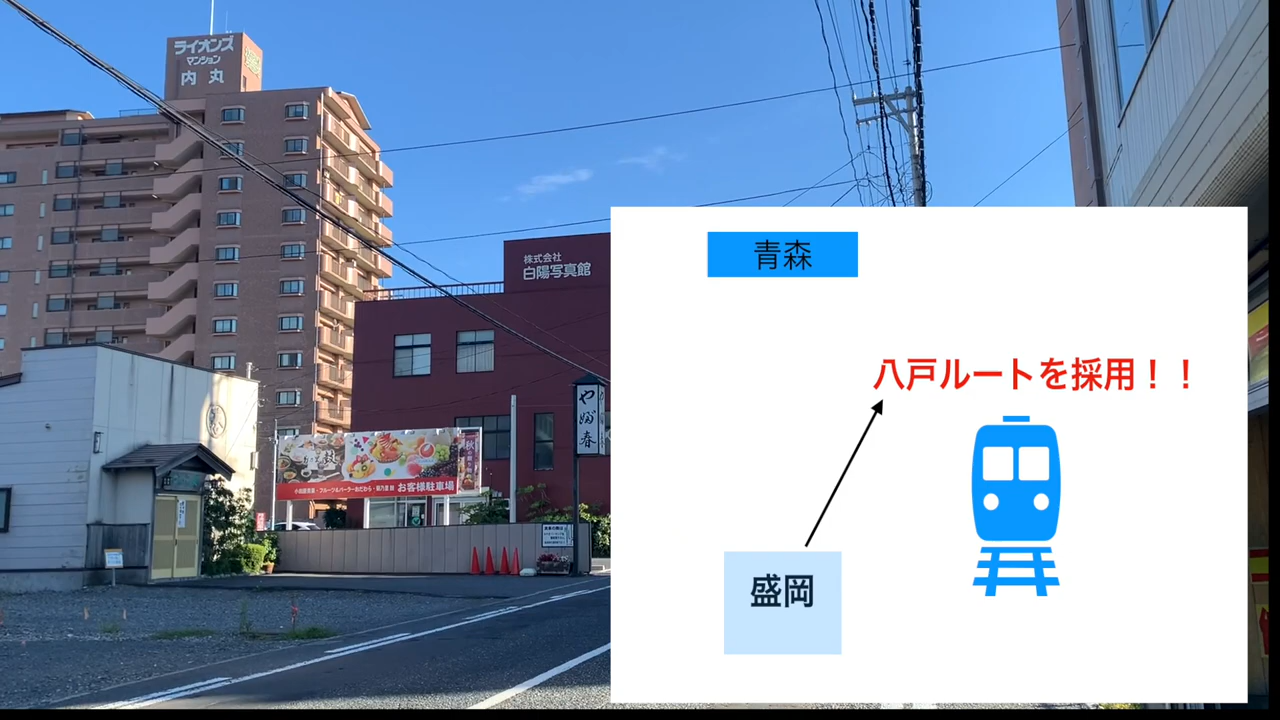 ライオンズ
マンション
内丸
株式会社
白陽写真館
やぶ春
お客様駐車場
青森
八戸ルートを採用！！
盛岡